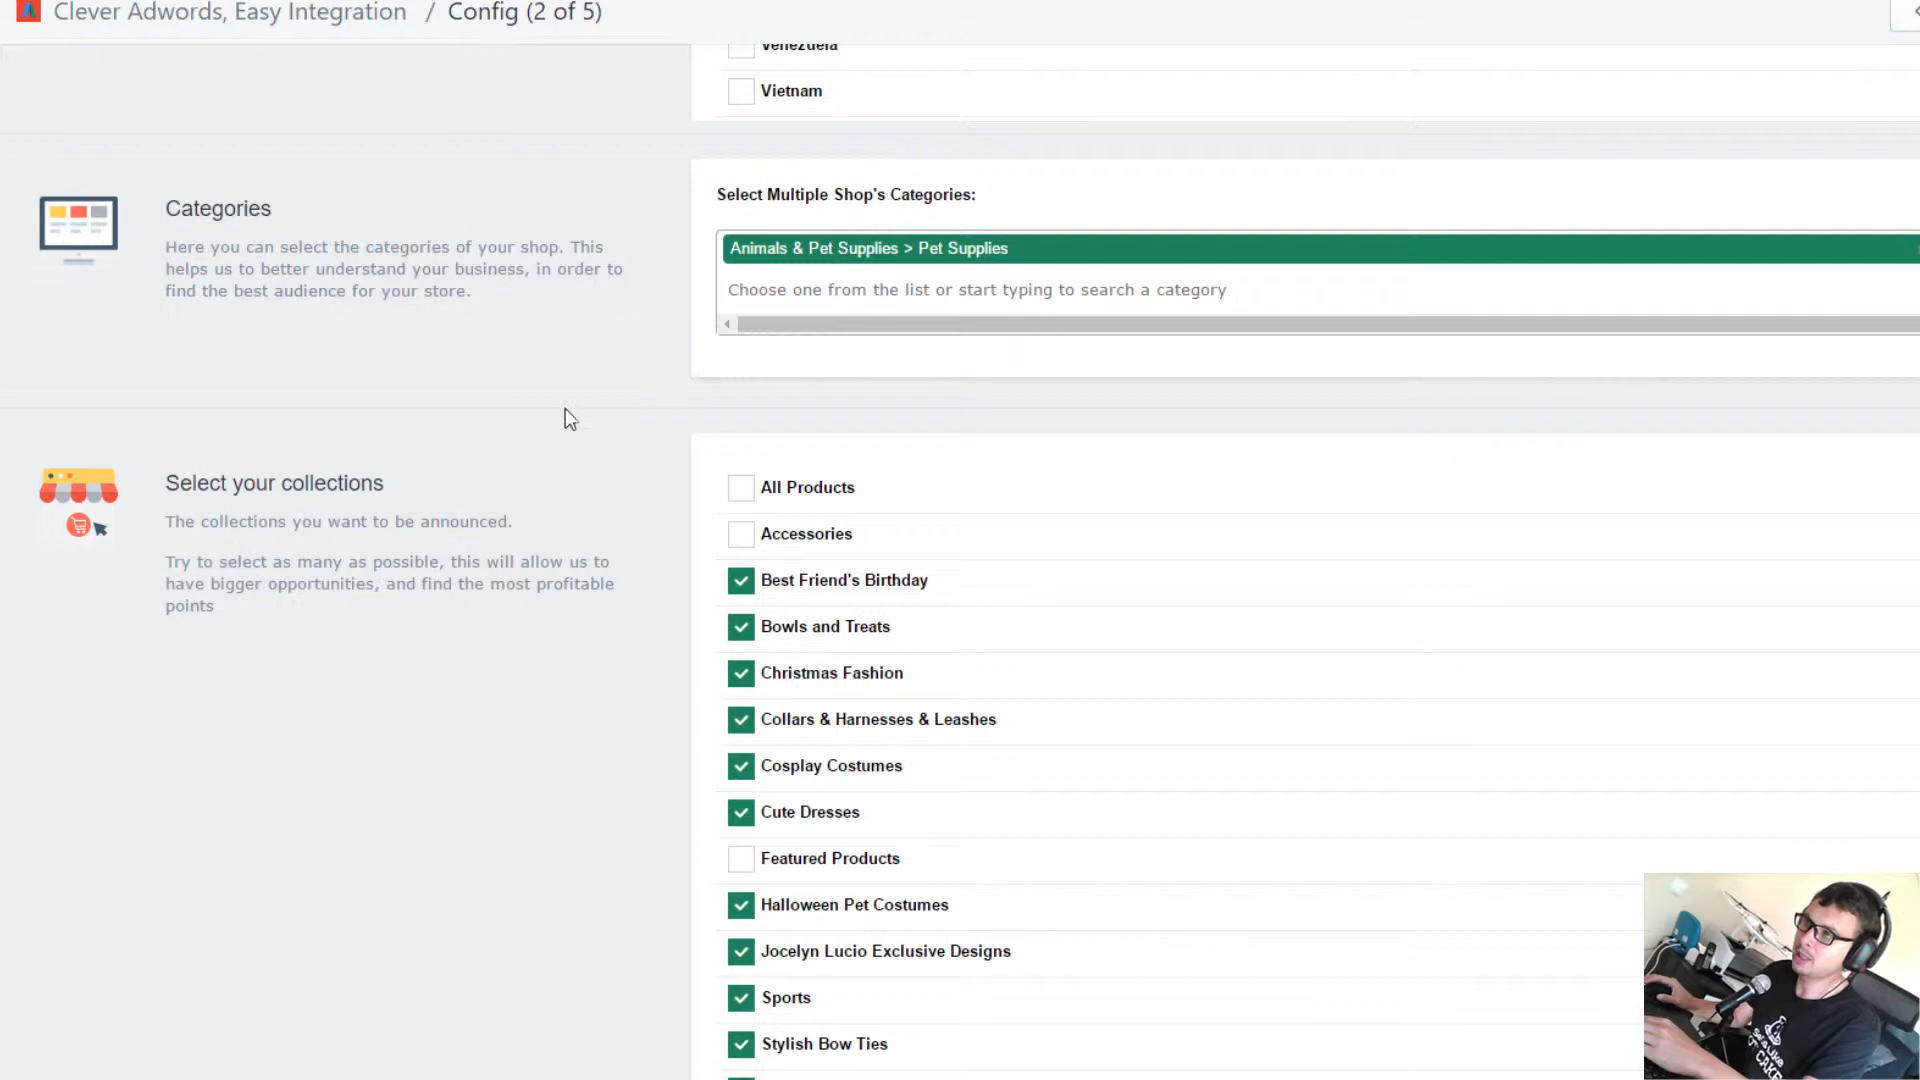 Clever Adwords, Easy Integration / Config (2 of 5)
Venezuela
Vietnam
Categories
Here you can select the categories of your shop. This
helps us to better understand your business, in order to
find the best audience for your store.
Select Multiple Shop's Categories:
Animals & Pet Supplies > Pet Supplies
Choose one from the list or start typing to search a category
Select your collections
The collections you want to be announced.
Try to select as many as possible, this will allow us to
have bigger opportunities, and find the most profitable
points
All Products
Accessories
Best Friend's Birthday
Bowls and Treats
Christmas Fashion
Collars & Harnesses & Leashes
Cosplay Costumes
Cute Dresses
Featured Products
Halloween Pet Costumes
Jocelyn Lucio Exclusive Designs
Sports
Stylish Bow Ties